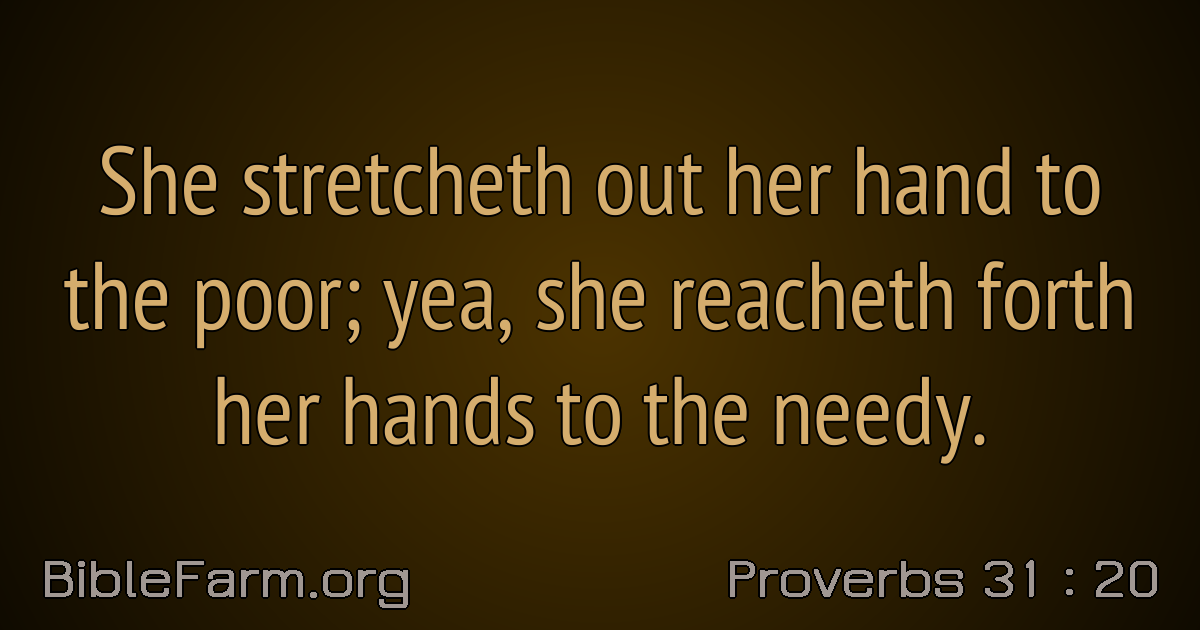 She stretcheth out her hand to
the poor; yea, she reacheth forth
her hands to the needy.
BibleFarm.org
Proverbs 31 : 20